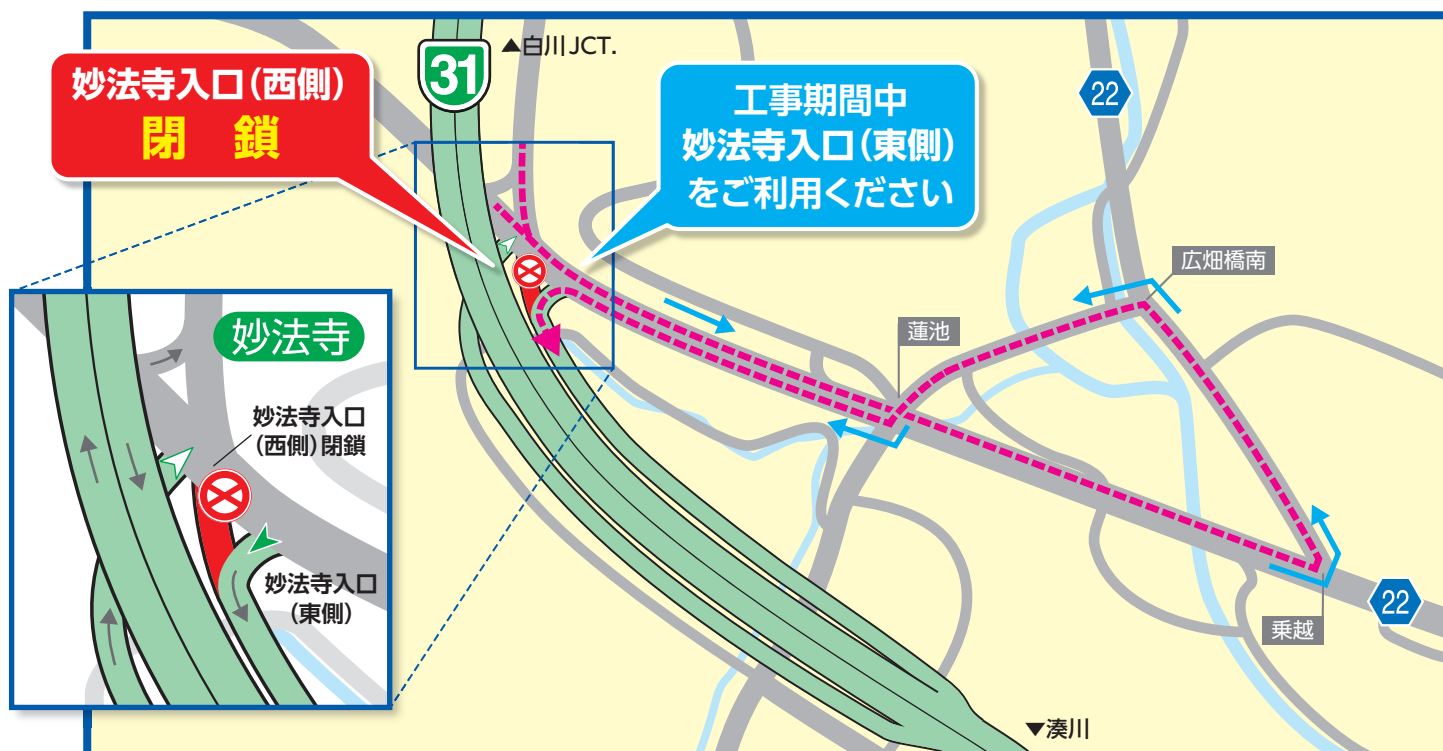 ▲白川JCT.
31
妙法寺入口(西側)
閉 鎖
工事期間中
妙法寺入口(東側)
をご利用ください
22
広畑橋南
蓮池
妙法寺
妙法寺入口
(西側)閉鎖
妙法寺入口
(東側)
22
乗越
▼湊川